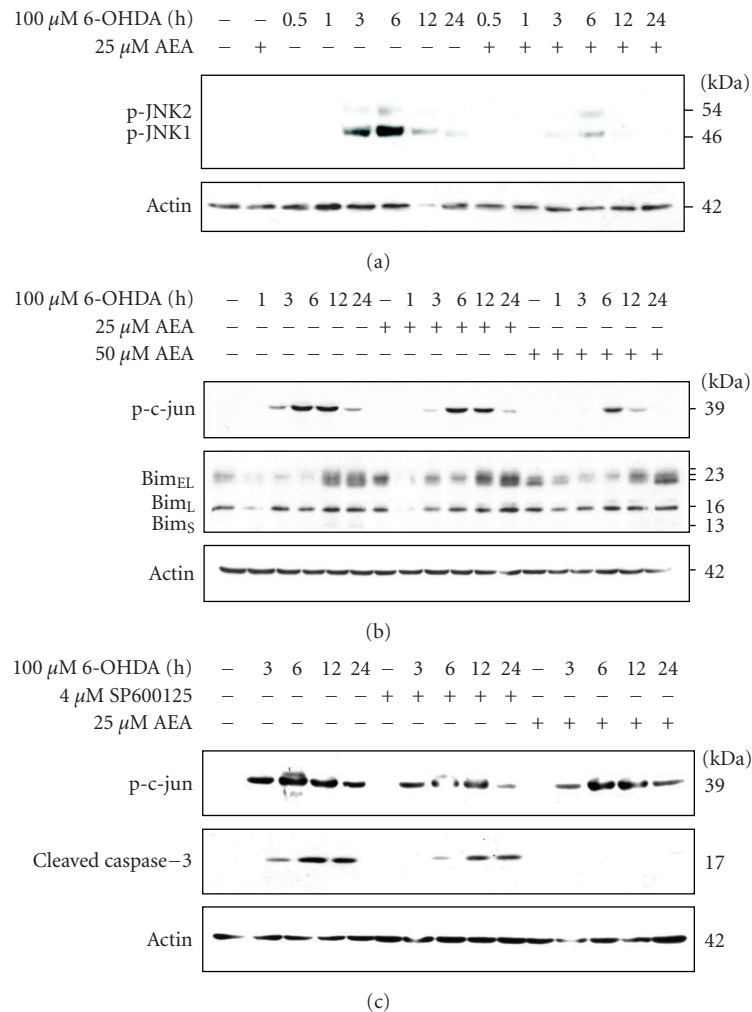 100 µM 6-OHDA (h) − − 0.5 1 3 6 12 24 0.5 1 3 6 12 24
25 µM AEA − + − − − − − − + + + + + +
(kDa)
p-JNK2 54
p-JNK1 46
Actin 42
(a)
100 µM 6-OHDA (h) − 1 3 6 12 24 − 1 3 6 12 24 − 1 3 6 12 24
25 µM AEA − − − − − − + + + + + + − − − − − −
50 µM AEA − − − − − − − − − − − − + + + + + +
(kDa)
p-c-jun 39
BimEL 23
BimL 16
BimS 13
Actin 42
(b)
100 µM 6-OHDA (h) − 3 6 12 24 − 3 6 12 24 − 3 6 12 24
4 µM SP600125 − − − − − + + + + + − − − − −
25 µM AEA − − − − − − − − − − + + + + +
(kDa)
p-c-jun 39
Cleaved caspase−3 17
Actin 42
(c)